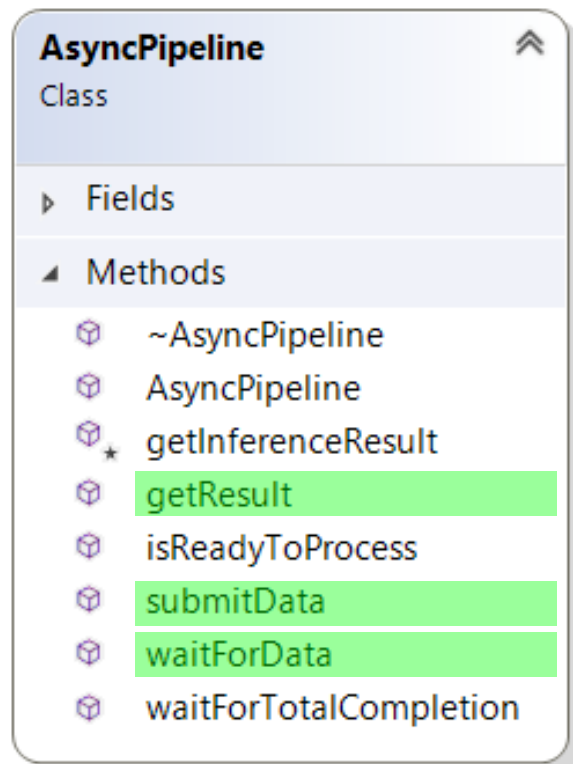 AsyncPipeline
Class
Fields
Methods
~AsyncPipeline
AsyncPipeline
getInferenceResult
getResult
isReadyToProcess
submitData
waitForData
waitForTotalCompletion